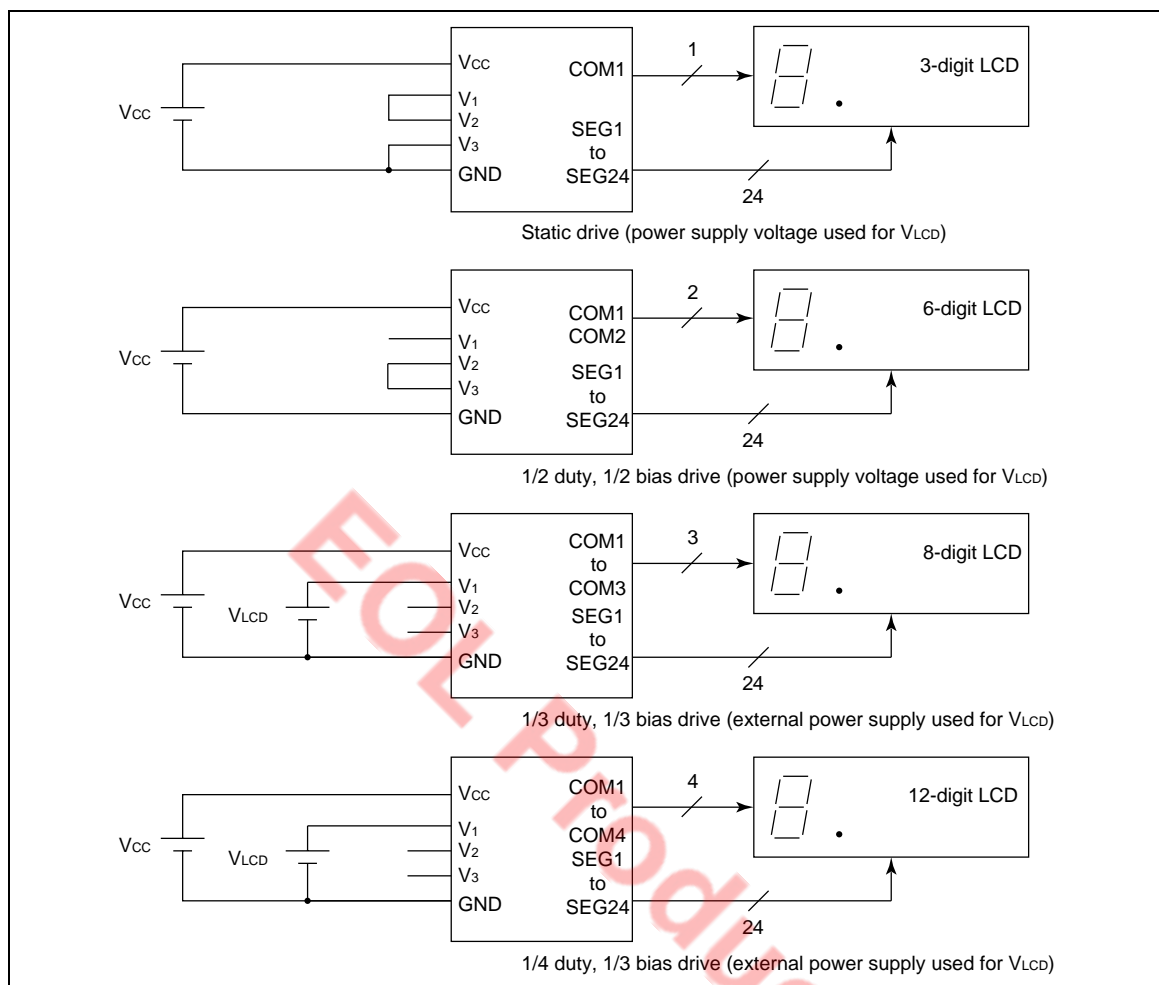 VCC
VCC
V1
V2
V3
GND
COM1
SEG1
to
SEG24
1
24
3-digit LCD
Static drive (power supply voltage used for VLCD)
VCC
VCC
V1
V2
V3
GND
COM1
COM2
SEG1
to
SEG24
2
24
6-digit LCD
1/2 duty, 1/2 bias drive (power supply voltage used for VLCD)
VCC
VLCD
VCC
V1
V2
V3
GND
COM1
to
COM3
SEG1
to
SEG24
3
24
8-digit LCD
1/3 duty, 1/3 bias drive (external power supply used for VLCD)
VCC
VLCD
VCC
V1
V2
V3
GND
COM1
to
COM4
SEG1
to
SEG24
4
24
12-digit LCD
1/4 duty, 1/3 bias drive (external power supply used for VLCD)
EOL Produ